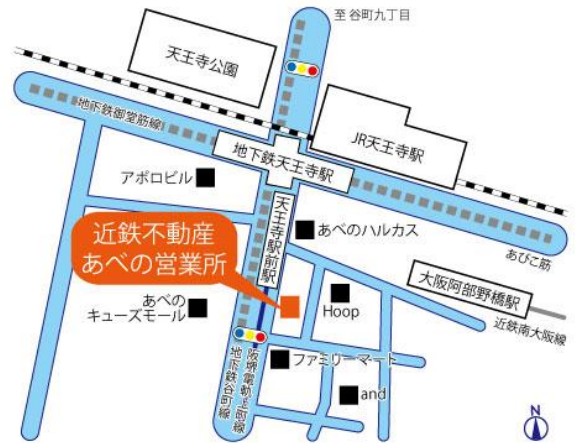 至 谷町九丁目
天王寺公園
JR天王寺駅
地下鉄御堂筋線
地下鉄天王寺駅
アポロビル
天王寺駅前駅
あべのハルカス
あびこ筋
近鉄不動産
あべの営業所
大阪阿部野橋駅
近鉄南大阪線
あべの
キューズモール
Hoop
ファミリーマート
阪堺電軌上町線
地下鉄谷町線
and
N